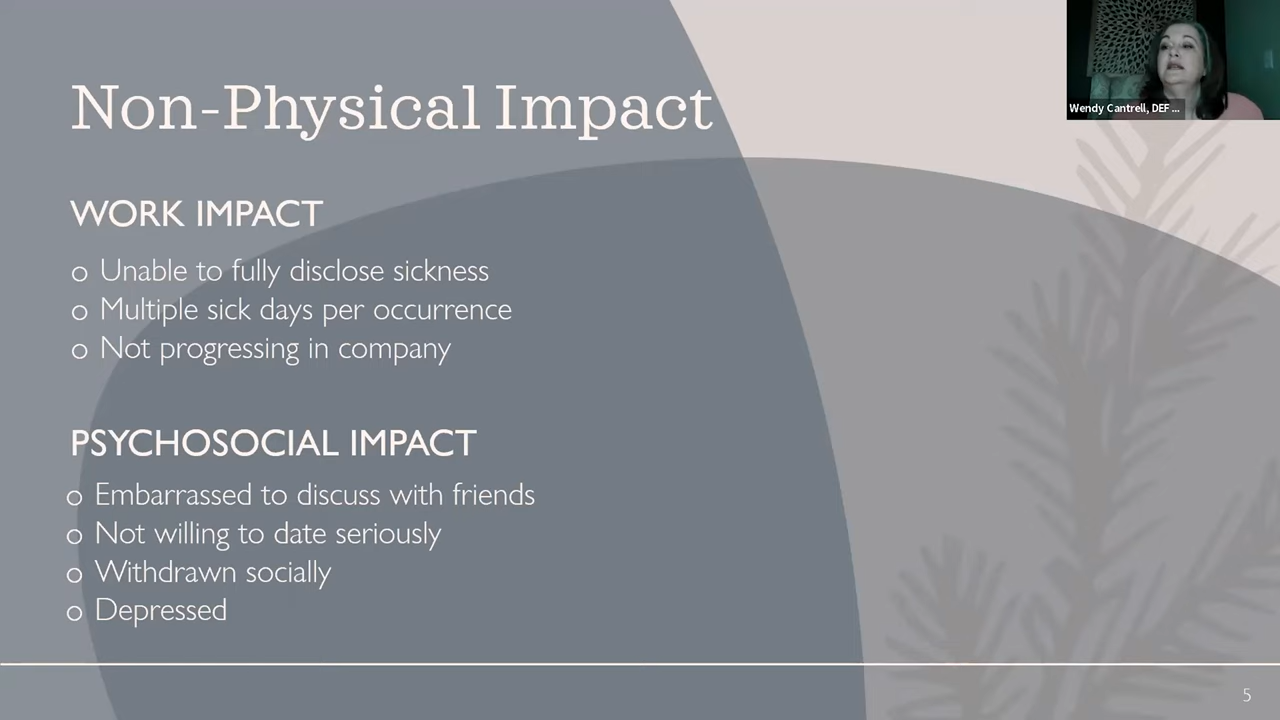 Non-Physical Impact
Wendy Cantrell, DEF ...
WORK IMPACT
o Unable to fully disclose sickness
o Multiple sick days per occurrence
o Not progressing in company
PSYCHOSOCIAL IMPACT
o Embarrassed to discuss with friends
o Not willing to date seriously
o Withdrawn socially
o Depressed
5